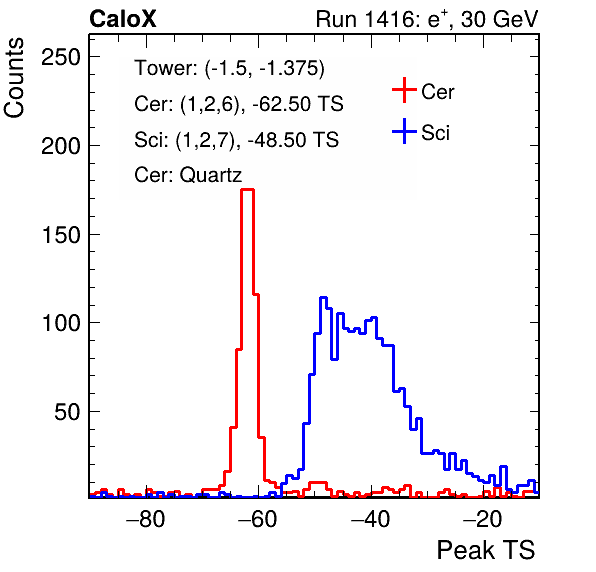 CaloX Run 1416: e⁺, 30 GeV
Counts
Tower: (-1.5, -1.375)
Cer: (1,2,6), -62.50 TS
Sci: (1,2,7), -48.50 TS
Cer: Quartz
Cer
Sci
250
200
150
100
50
−80 −60 −40 −20
Peak TS